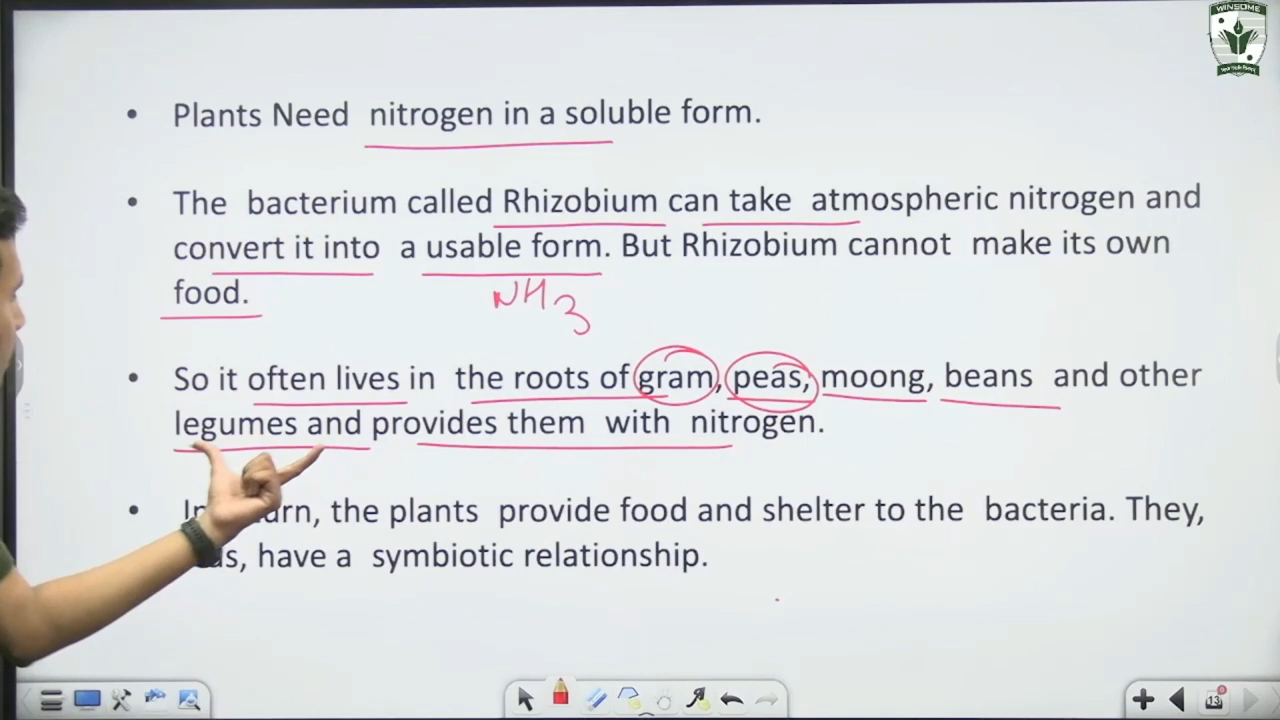 WINSOME
• Plants Need nitrogen in a soluble form.
• The bacterium called Rhizobium can take atmospheric nitrogen and
convert it into a usable form. But Rhizobium cannot make its own
food.
NH3
• So it often lives in the roots of gram, peas, moong, beans and other
legumes and provides them with nitrogen.
• the plants provide food and shelter to the bacteria. They,
have a symbiotic relationship.
13